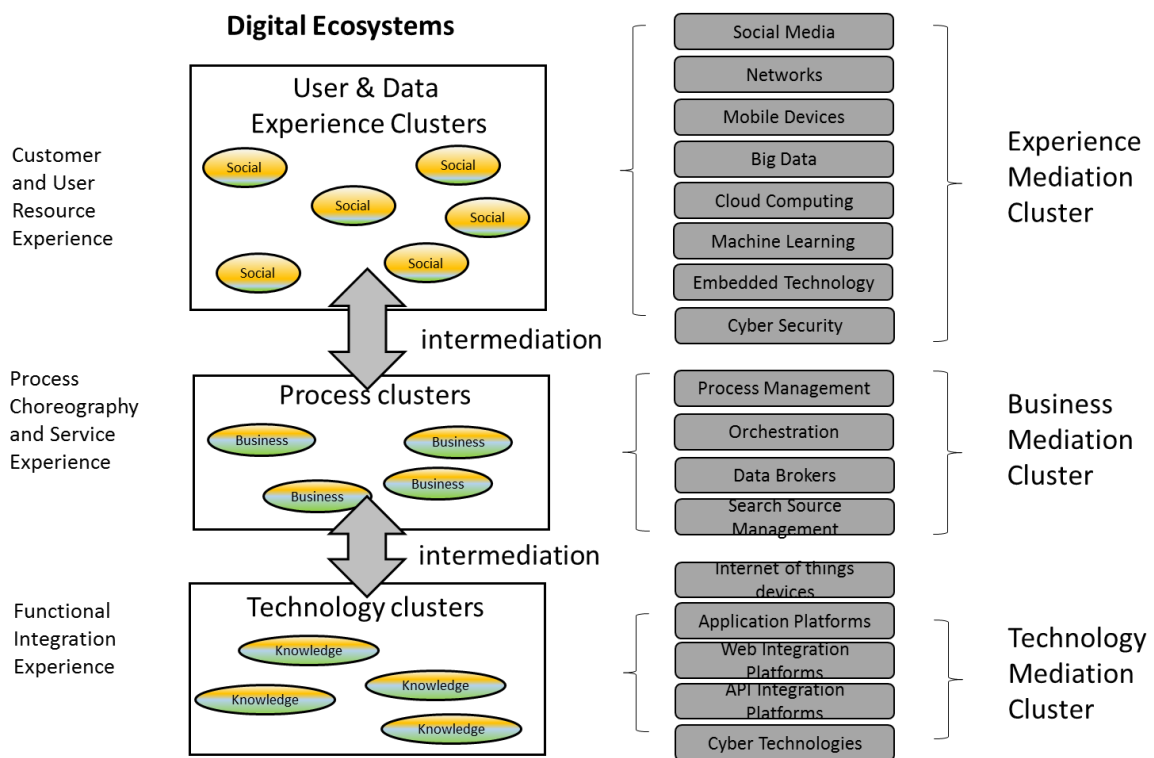 Digital Ecosystems
Customer
and User
Resource
Experience
User & Data
Experience Clusters
Social
Social
Social
Social
Social
Social
intermediation
Process
Choreography
and Service
Experience
Process clusters
Business
Business
Business
Business
intermediation
Functional
Integration
Experience
Technology clusters
Knowledge
Knowledge
Knowledge
Knowledge
Social Media
Networks
Mobile Devices
Big Data
Cloud Computing
Machine Learning
Embedded Technology
Cyber Security
Experience
Mediation
Cluster
Process Management
Orchestration
Data Brokers
Search Source
Management
Business
Mediation
Cluster
Internet of things
devices
Application Platforms
Web Integration
Platforms
API Integration
Platforms
Cyber Technologies
Technology
Mediation
Cluster